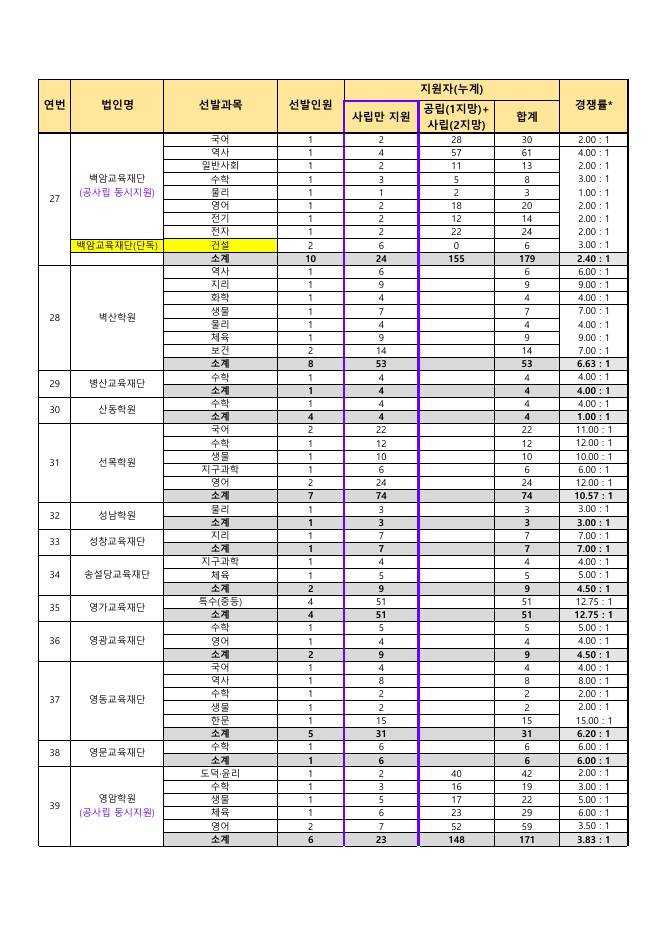 연번 법인명 선발과목 선발인원 지원자(누계) 경쟁률*
사립만 지원 공립(1지망)+ 사립(2지망) 합계
27 백암교육재단 (공사립 동시지원) 국어 1 2 28 30 2.00 : 1
역사 1 4 57 61 4.00 : 1
일반사회 1 2 11 13 2.00 : 1
수학 1 3 5 8 3.00 : 1
물리 1 1 2 3 1.00 : 1
영어 1 2 18 20 2.00 : 1
전기 1 2 12 14 2.00 : 1
전자 1 2 22 24 2.00 : 1
백암교육재단(단독) 건설 2 6 0 6 3.00 : 1
소계 10 24 155 179 2.40 : 1
28 벽산학원 역사 1 6 6 6.00 : 1
지리 1 9 9 9.00 : 1
화학 1 4 4 4.00 : 1
생물 1 7 7 7.00 : 1
물리 1 4 4 4.00 : 1
체육 1 9 9 9.00 : 1
보건 2 14 14 7.00 : 1
소계 8 53 53 6.63 : 1
29 병산교육재단 수학 1 4 4 4.00 : 1
소계 1 4 4 4.00 : 1
30 산동학원 수학 1 4 4 4.00 : 1
소계 4 4 4 1.00 : 1
31 선목학원 국어 2 22 22 11.00 : 1
수학 1 12 12 12.00 : 1
생물 1 10 10 10.00 : 1
지구과학 1 6 6 6.00 : 1
영어 2 24 24 12.00 : 1
소계 7 74 74 10.57 : 1
32 성남학원 물리 1 3 3 3.00 : 1
소계 1 3 3 3.00 : 1
33 성창교육재단 지리 1 7 7 7.00 : 1
소계 1 7 7 7.00 : 1
34 송설당교육재단 지구과학 1 4 4 4.00 : 1
체육 1 5 5 5.00 : 1
소계 2 9 9 4.50 : 1
35 영가교육재단 특수(중등) 4 51 51 12.75 : 1
소계 4 51 51 12.75 : 1
36 영광교육재단 수학 1 5 5 5.00 : 1
영어 1 4 4 4.00 : 1
소계 2 9 9 4.50 : 1
37 영동교육재단 국어 1 4 4 4.00 : 1
역사 1 8 8 8.00 : 1
수학 1 2 2 2.00 : 1
생물 1 2 2 2.00 : 1
한문 1 15 15 15.00 : 1
소계 5 31 31 6.20 : 1
38 영문교육재단 수학 1 6 6 6.00 : 1
소계 1 6 6 6.00 : 1
39 영암학원 (공사립 동시지원) 도덕·윤리 1 2 40 42 2.00 : 1
수학 1 3 16 19 3.00 : 1
생물 1 5 17 22 5.00 : 1
체육 1 6 23 29 6.00 : 1
영어 2 7 52 59 3.50 : 1
소계 6 23 148 171 3.83 : 1